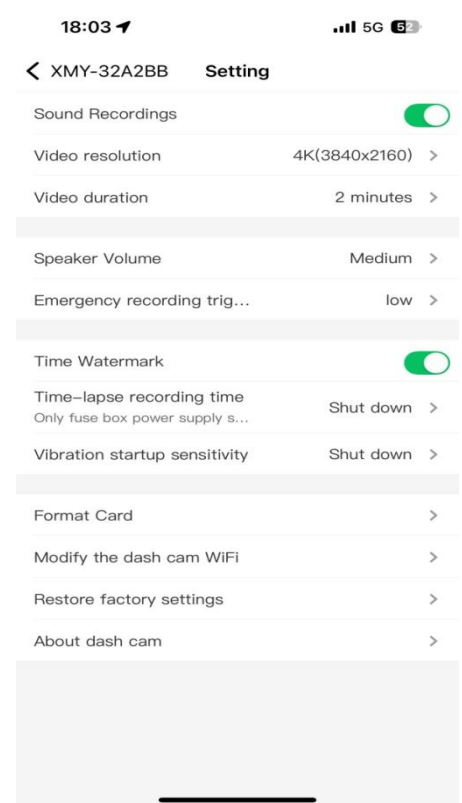 18:03 5G 52
XMY-32A2BB Setting
Sound Recordings
Video resolution 4K(3840x2160) >
Video duration 2 minutes >
Speaker Volume Medium >
Emergency recording trig... low >
Time Watermark
Time-lapse recording time
Only fuse box power supply s... Shut down >
Vibration startup sensitivity Shut down >
Format Card >
Modify the dash cam WiFi >
Restore factory settings >
About dash cam >